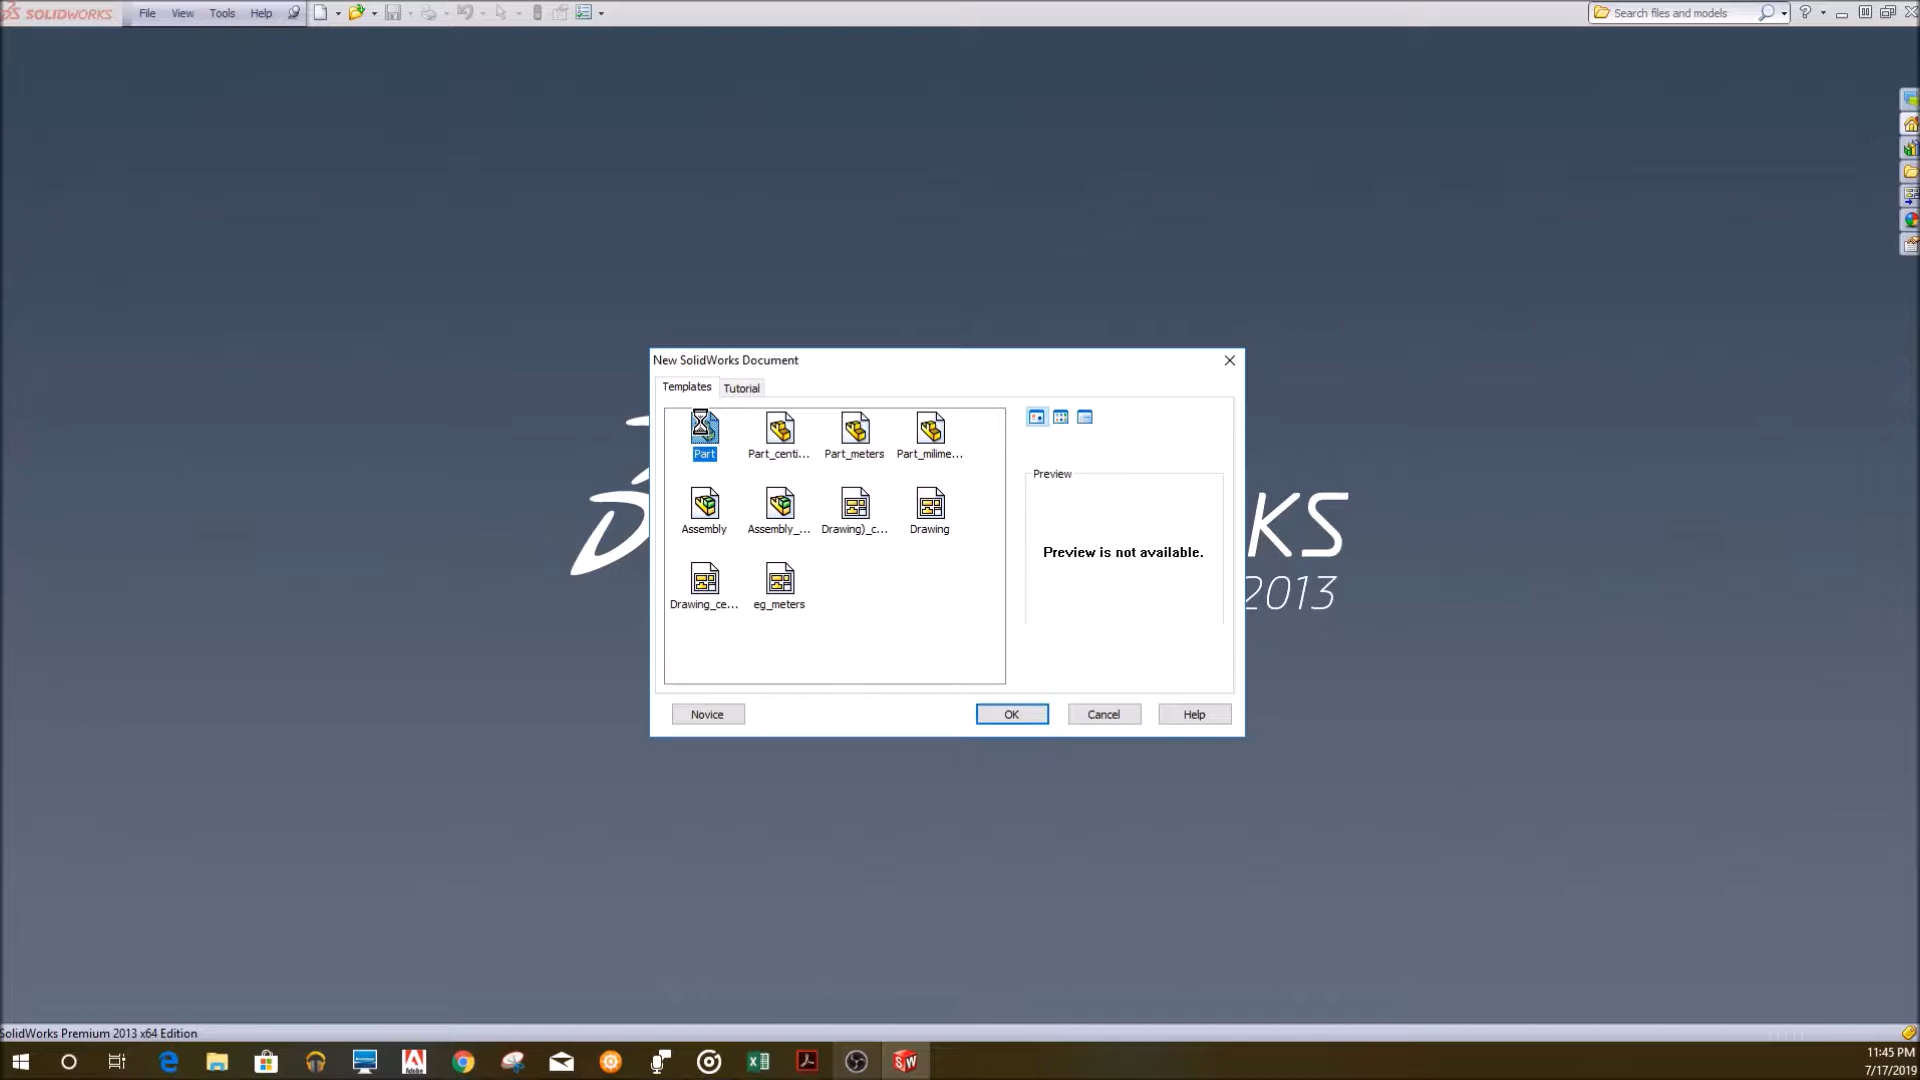 SOLIDWORKS File View Tools Help Search files and models
New SolidWorks Document
Templates Tutorial
Part Part_centi... Part_meters Part_milime...
Preview
Assembly Assembly_... Drawing)_c... Drawing
Preview is not available.
KS
2013
Drawing_ce... eg_meters
Novice OK Cancel Help
SolidWorks Premium 2013 x64 Edition
11:45 PM
7/17/2019